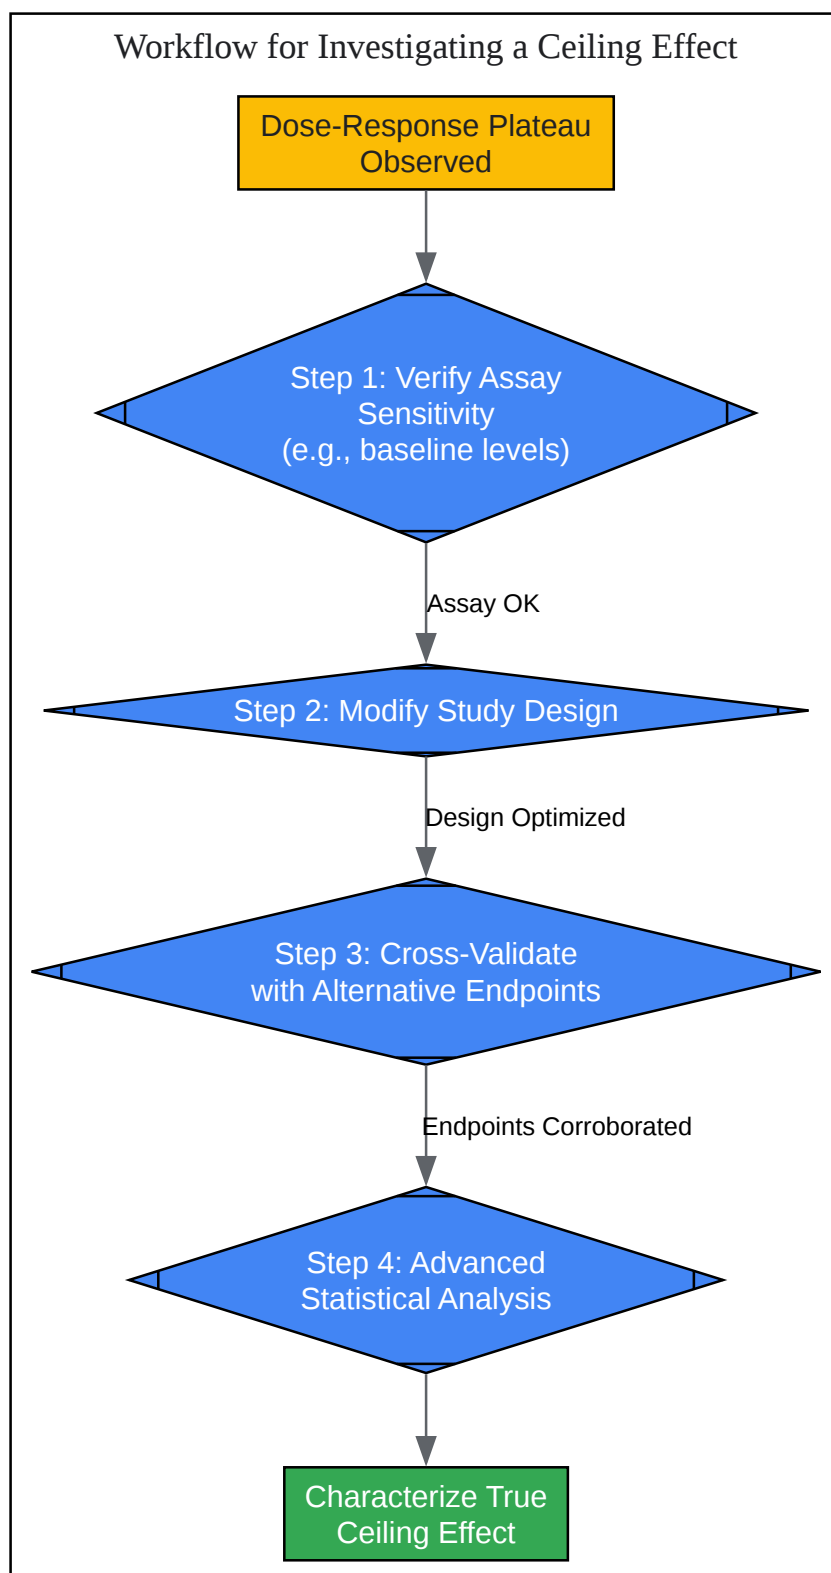 Workflow for Investigating a Ceiling Effect
Dose-Response Plateau
Observed
Step 1: Verify Assay
Sensitivity
(e.g., baseline levels)
Assay OK
Step 2: Modify Study Design
Design Optimized
Step 3: Cross-Validate
with Alternative Endpoints
Endpoints Corroborated
Step 4: Advanced
Statistical Analysis
Characterize True
Ceiling Effect